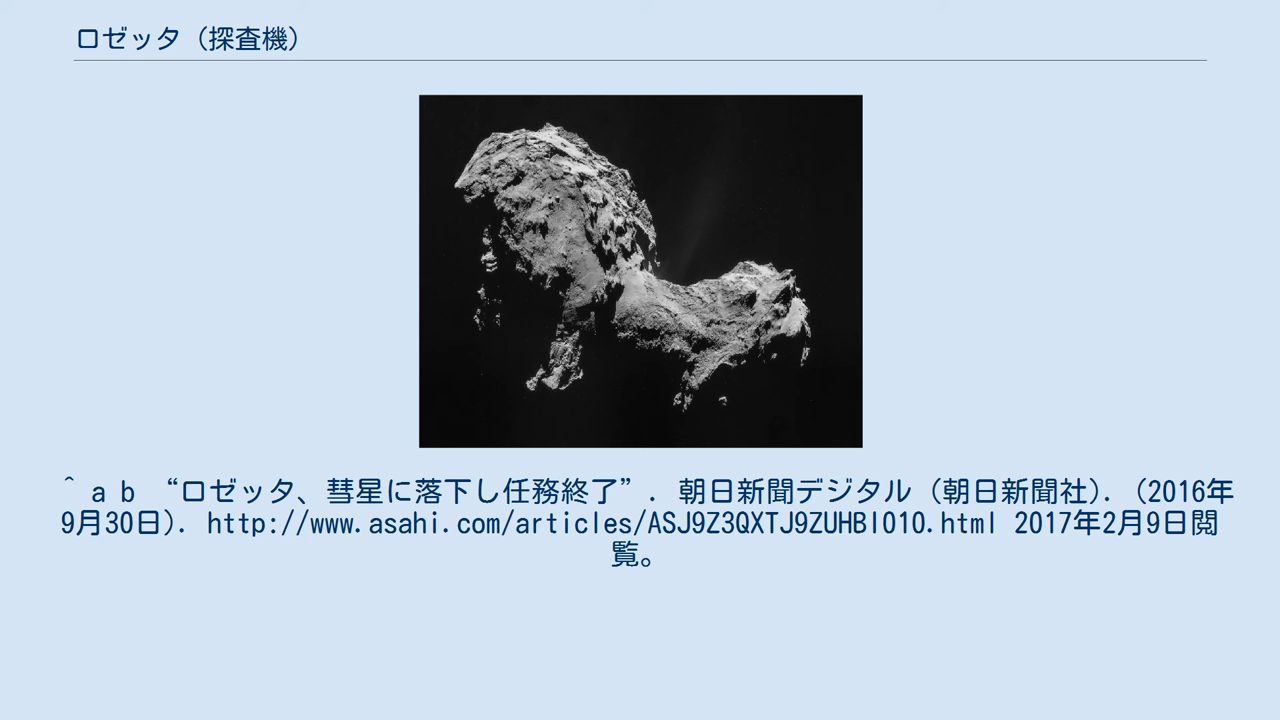 ロゼッタ（探査機）
^ a b “ロゼッタ、彗星に落下し任務終了”. 朝日新聞デジタル（朝日新聞社）. （2016年
9月30日）. http://www.asahi.com/articles/ASJ9Z3QXTJ9ZUHBI010.html 2017年2月9日閲
覧。